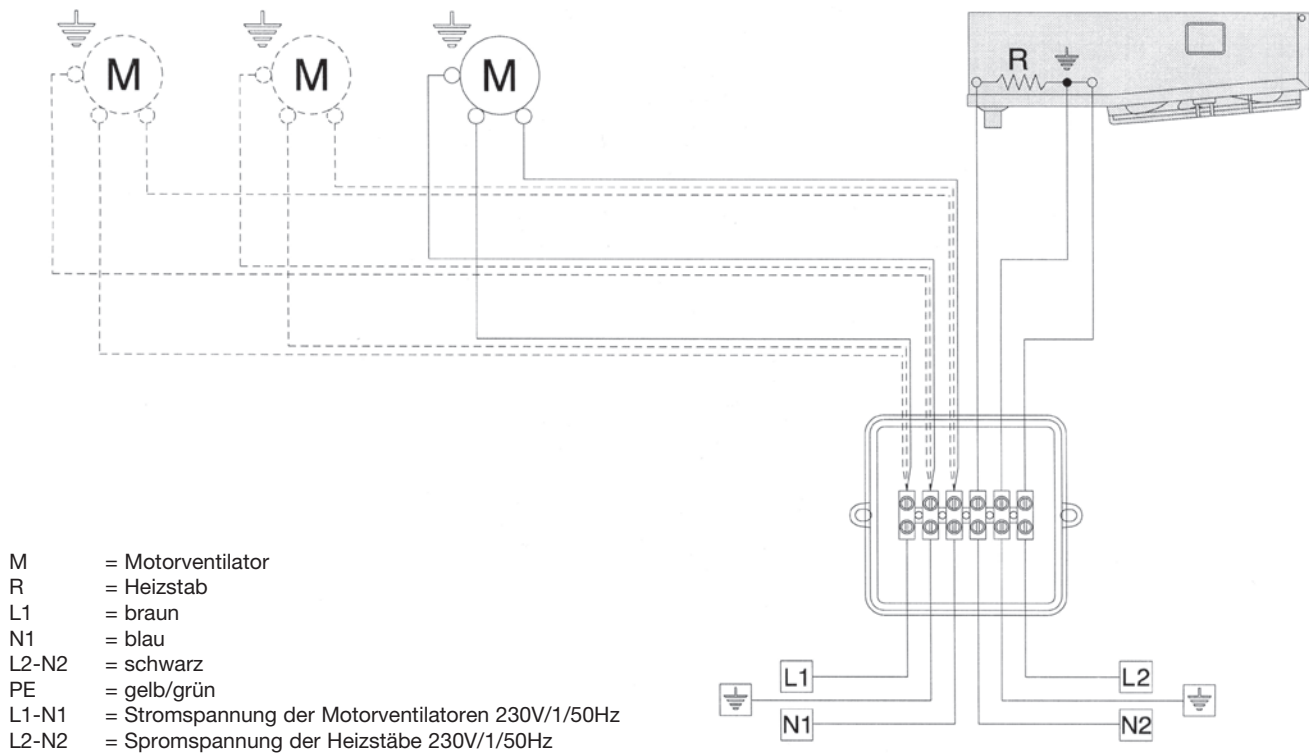 M M M R
M = Motorventilator
R = Heizstab
L1 = braun
N1 = blau
L2-N2 = schwarz
PE = gelb/grün
L1-N1 = Stromspannung der Motorventilatoren 230V/1/50Hz
L2-N2 = Spromspannung der Heizstäbe 230V/1/50Hz
L1 L2
N1 N2